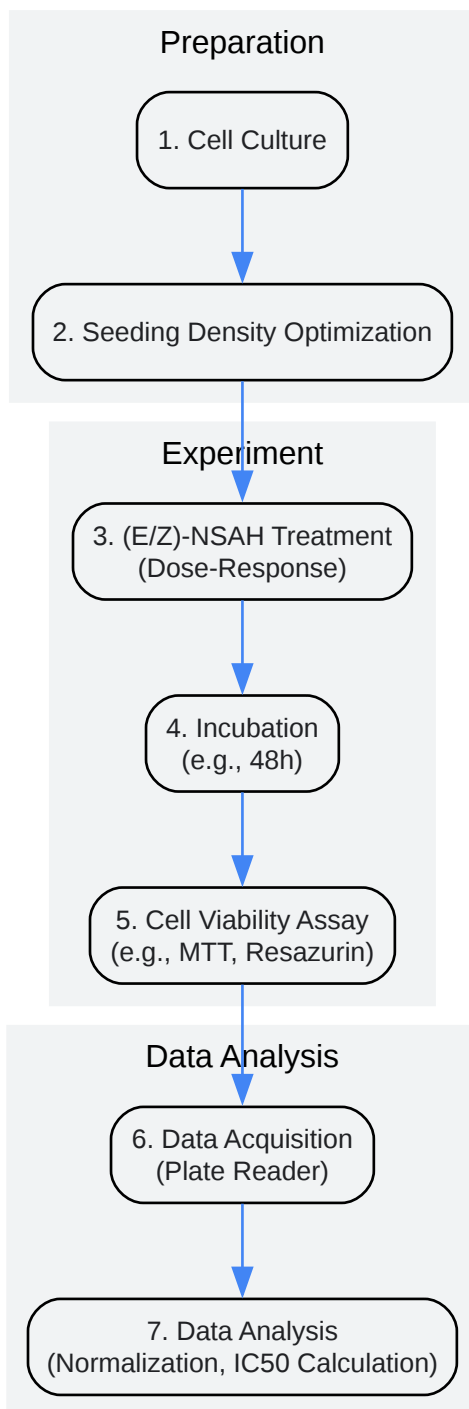 Preparation
1. Cell Culture
2. Seeding Density Optimization
Experiment
3. (E/Z)-NSAH Treatment
(Dose-Response)
4. Incubation
(e.g., 48h)
5. Cell Viability Assay
(e.g., MTT, Resazurin)
Data Analysis
6. Data Acquisition
(Plate Reader)
7. Data Analysis
(Normalization, IC50 Calculation)